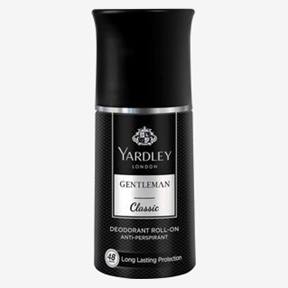 YARDLEY
LONDON
GENTLEMAN
Classic
DEODORANT ROLL-ON
ANTI-PERSPIRANT
48
Long Lasting Protection